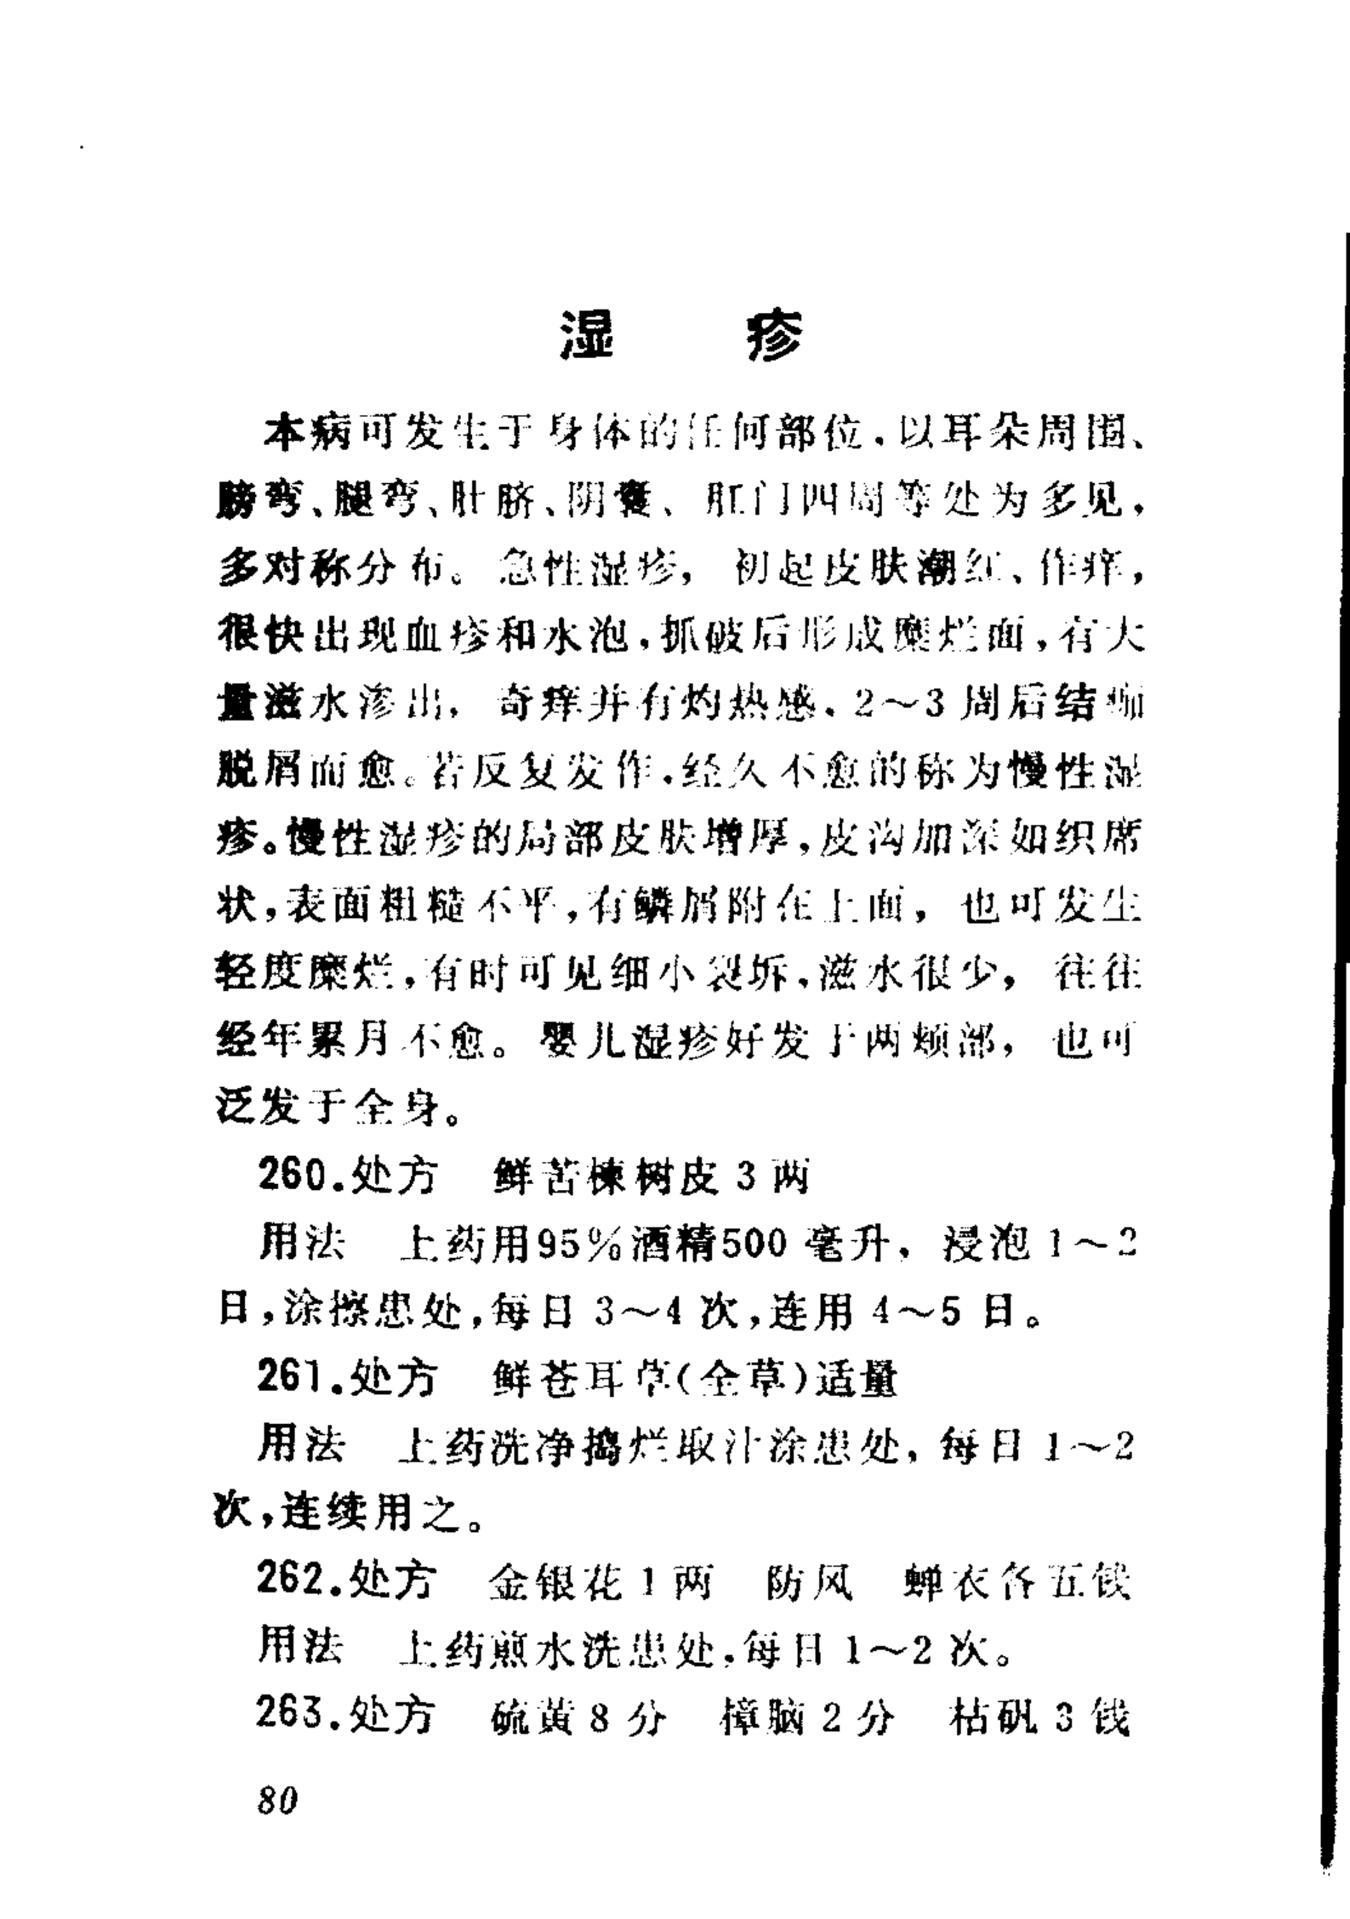 湿 疹
本病可发生于身体的任何部位，以耳朵周围、
膀弯、腿弯、肚脐、阴囊、肛门四周等处为多见，
多对称分布。急性湿疹，初起皮肤潮红、作痒，
很快出现血疹和水泡，抓破后形成糜烂面，有大
量滋水渗出，奇痒并有灼热感，2～3周后结痂
脱屑而愈。若反复发作，经久不愈的称为慢性湿
疹。慢性湿疹的局部皮肤增厚，皮沟加深如织席
状，表面粗糙不平，有鳞屑附在上面，也可发生
轻度糜烂，有时可见细小裂坼，滋水很少，往往
经年累月不愈。婴儿湿疹好发于两颊部，也可
泛发于全身。
260.处方 鲜苦楝树皮3两
用法 上药用95%酒精500毫升，浸泡1～2
日，涂擦患处，每日3～4次，连用4～5日。
261.处方 鲜苍耳草(全草)适量
用法 上药洗净捣烂取汁涂患处，每日1～2
次，连续用之。
262.处方 金银花1两 防风 蝉衣各五钱
用法 上药煎水洗患处，每日1～2次。
263.处方 硫黄8分 樟脑2分 枯矾3钱
80